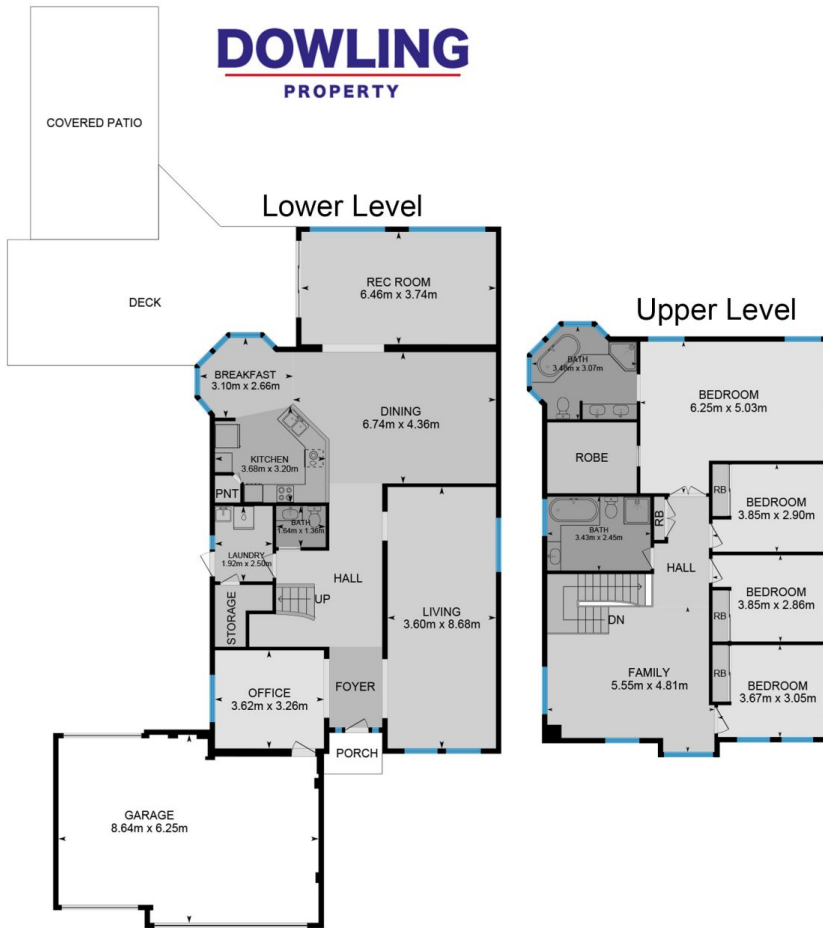 DOWLING
PROPERTY
COVERED PATIO
Lower Level
REC ROOM
6.46m x 3.74m
DECK
BREAKFAST
3.10m x 2.66m
DINING
6.74m x 4.36m
KITCHEN
3.68m x 3.20m
PNT
BATH
1.64m x 1.36m
LAUNDRY
1.92m x 2.50m
HALL
UP
STORAGE
LIVING
3.60m x 8.68m
OFFICE
3.62m x 3.26m
FOYER
PORCH
GARAGE
8.64m x 6.25m
Upper Level
BATH
3.48m x 3.07m
BEDROOM
6.25m x 5.03m
ROBE
RB
BEDROOM
3.85m x 2.90m
BATH
3.43m x 2.45m
RB
HALL
BEDROOM
3.85m x 2.86m
RB
DN
FAMILY
5.55m x 4.81m
RB
BEDROOM
3.67m x 3.05m